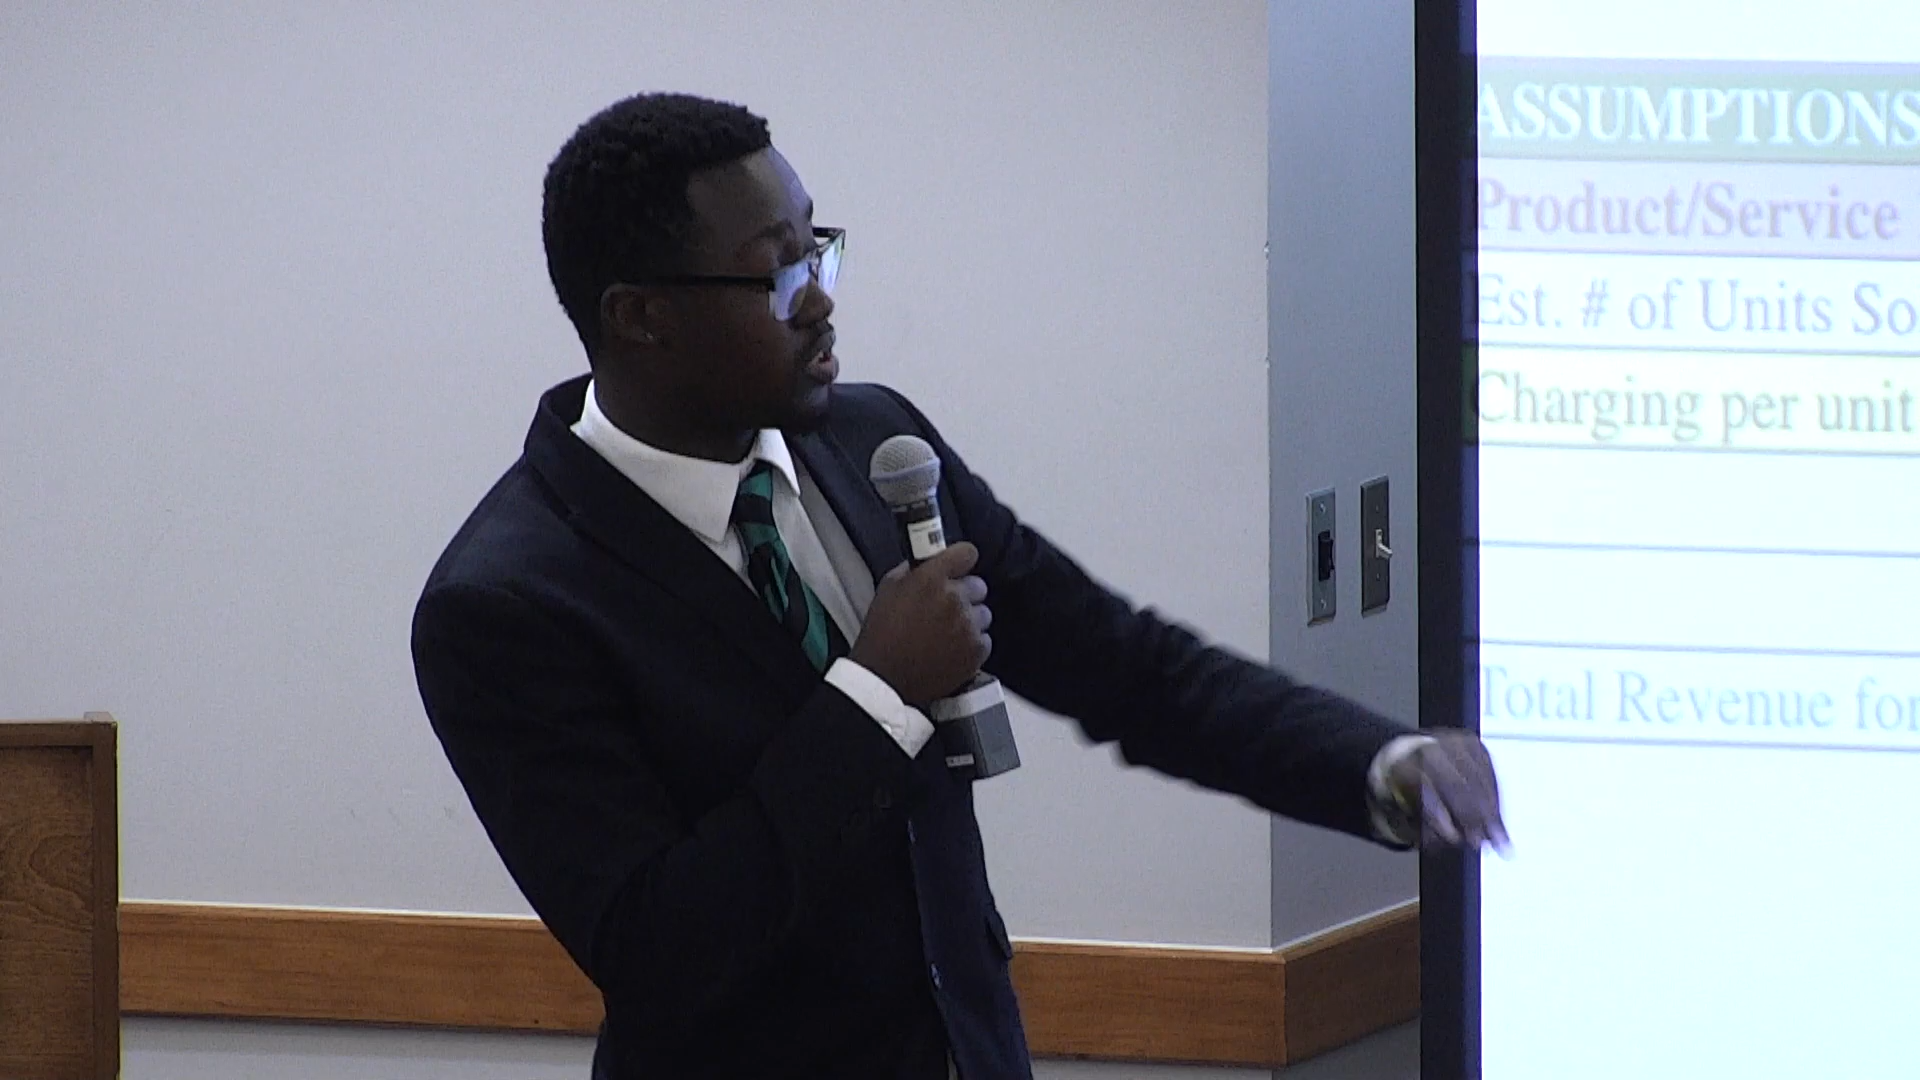 ASSUMPTIONS
Product/Service
Est. # of Units So
Charging per unit
Total Revenue for